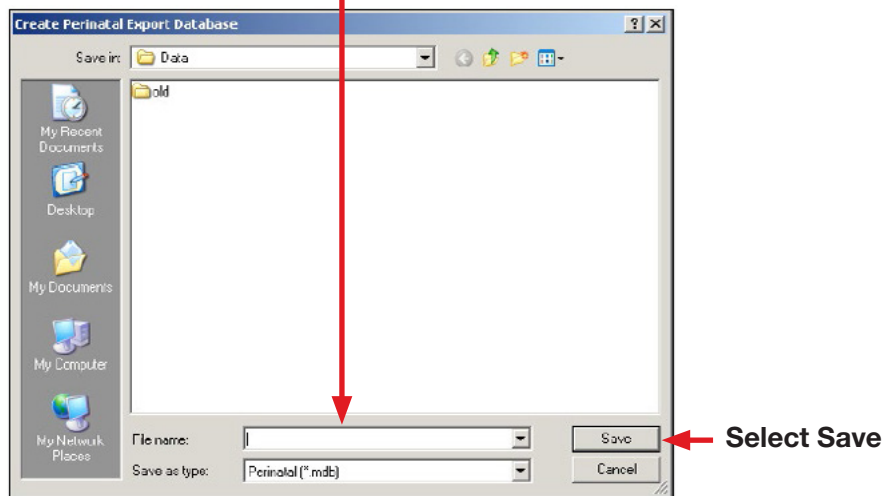 Create Perinatal Export Database
Save in: Data
old
My Recent
Documents
Desktop
My Documents
My Computer
My Network
Places
File name:
Save
Select Save
Save as type: Perinatal (*.mdb)
Cancel